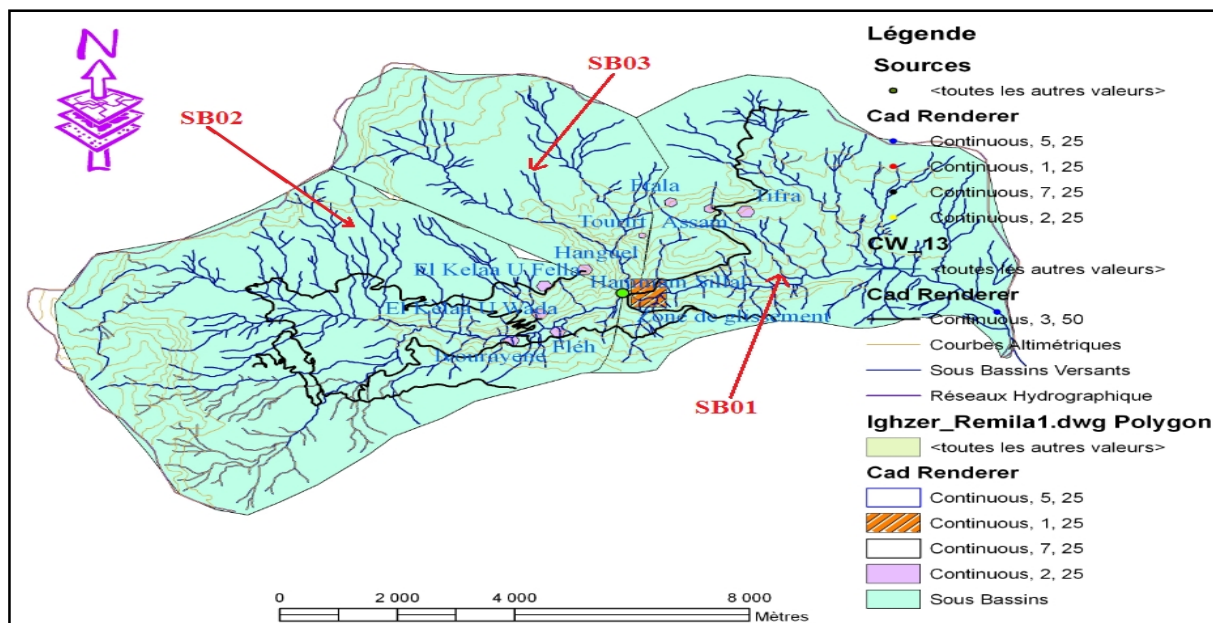 N
SB03
SB02
Tifra
Tourirt
Assam
Hanguel
El Kelaa U Fella
Hammam Sillal
El Kelaa U Wada
Zone de glissement
Fléh
SB01
Légende
Sources
<toutes les autres valeurs>
Cad Renderer
Continuous, 5, 25
Continuous, 1, 25
Continuous, 7, 25
Continuous, 2, 25
CW_13
<toutes les autres valeurs>
Cad Renderer
Continuous, 3, 50
Courbes Altimétriques
Sous Bassins Versants
Réseaux Hydrographique
Ighzer_Remila1.dwg Polygon
<toutes les autres valeurs>
Cad Renderer
Continuous, 5, 25
Continuous, 1, 25
Continuous, 7, 25
Continuous, 2, 25
Sous Bassins
0 2 000 4 000 8 000
Mètres